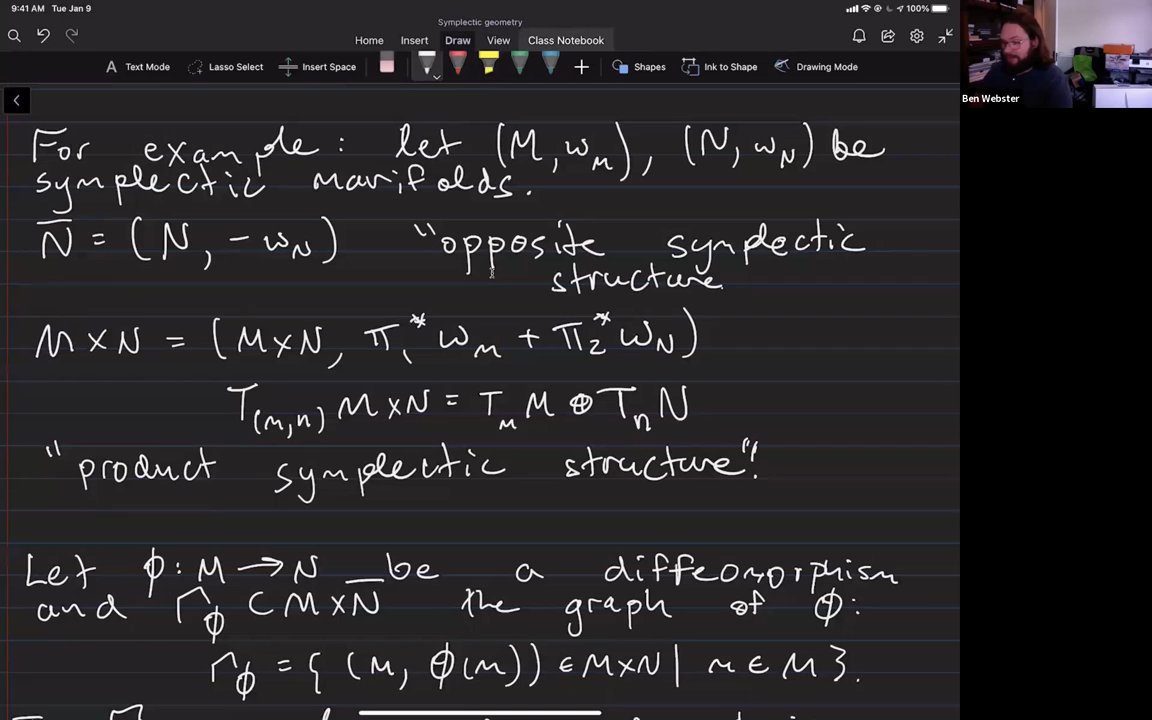 9:41 AM Tue Jan 9
100%
Symplectic geometry
Home Insert Draw View Class Notebook
Text Mode Lasso Select Insert Space Shapes Ink to Shape Drawing Mode
Ben Webster
For example : let (M, ω_M), (N, ω_N) be
symplectic manifolds.
N̅ = (N, -ω_N) "opposite symplectic
structure.
M×N = (M×N, π₁* ω_M + π₂* ω_N)
T_(m,n) M×N = T_m M ⊕ T_n N
"product symplectic structure"!
Let ϕ: M → N be a diffeomorphism
and Γ_ϕ ⊂ M×N̅ the graph of ϕ:
Γ_ϕ = { (m, ϕ(m)) ∈ M×N | m ∈ M }.